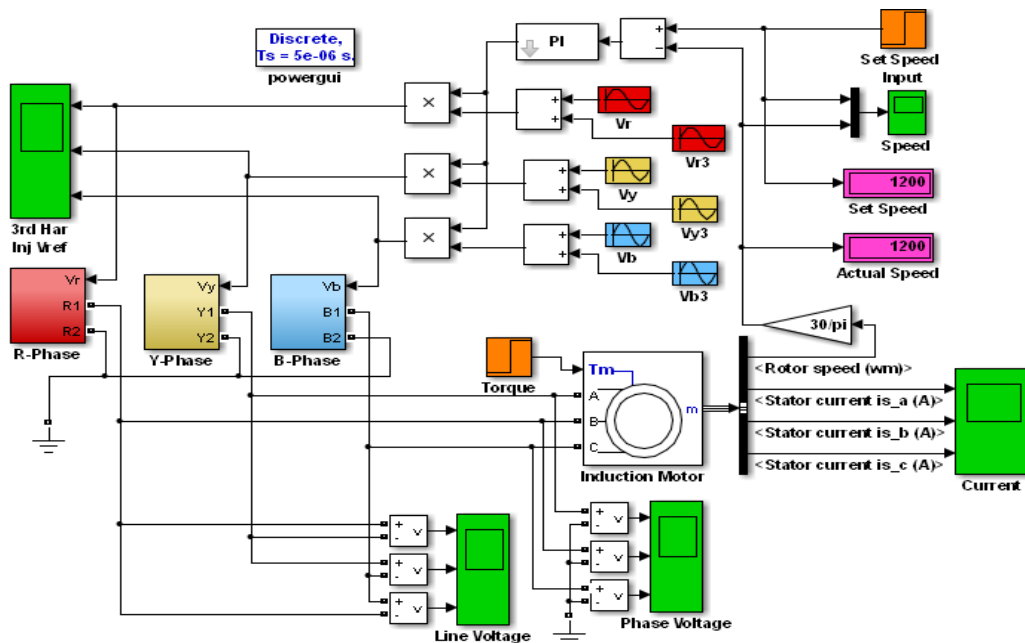 Discrete,
Ts = 5e-06 s.
powergui
PI
+
−
Set Speed
Input
Speed
1200
Set Speed
1200
Actual Speed
×
+
+
Vr
Vr3
×
+
+
Vy
Vy3
×
+
+
Vb
Vb3
3rd Har
Inj Vref
Vr
R1
R2
R-Phase
Vy
Y1
Y2
Y-Phase
Vb
B1
B2
B-Phase
30/pi
Torque
Tm
A
B
C
m
Induction Motor
<Rotor speed (wm)>
<Stator current is_a (A)>
<Stator current is_b (A)>
<Stator current is_c (A)>
Current
+
-
v
+
-
v
+
-
v
Line Voltage
+
-
v
+
-
v
+
-
v
Phase Voltage